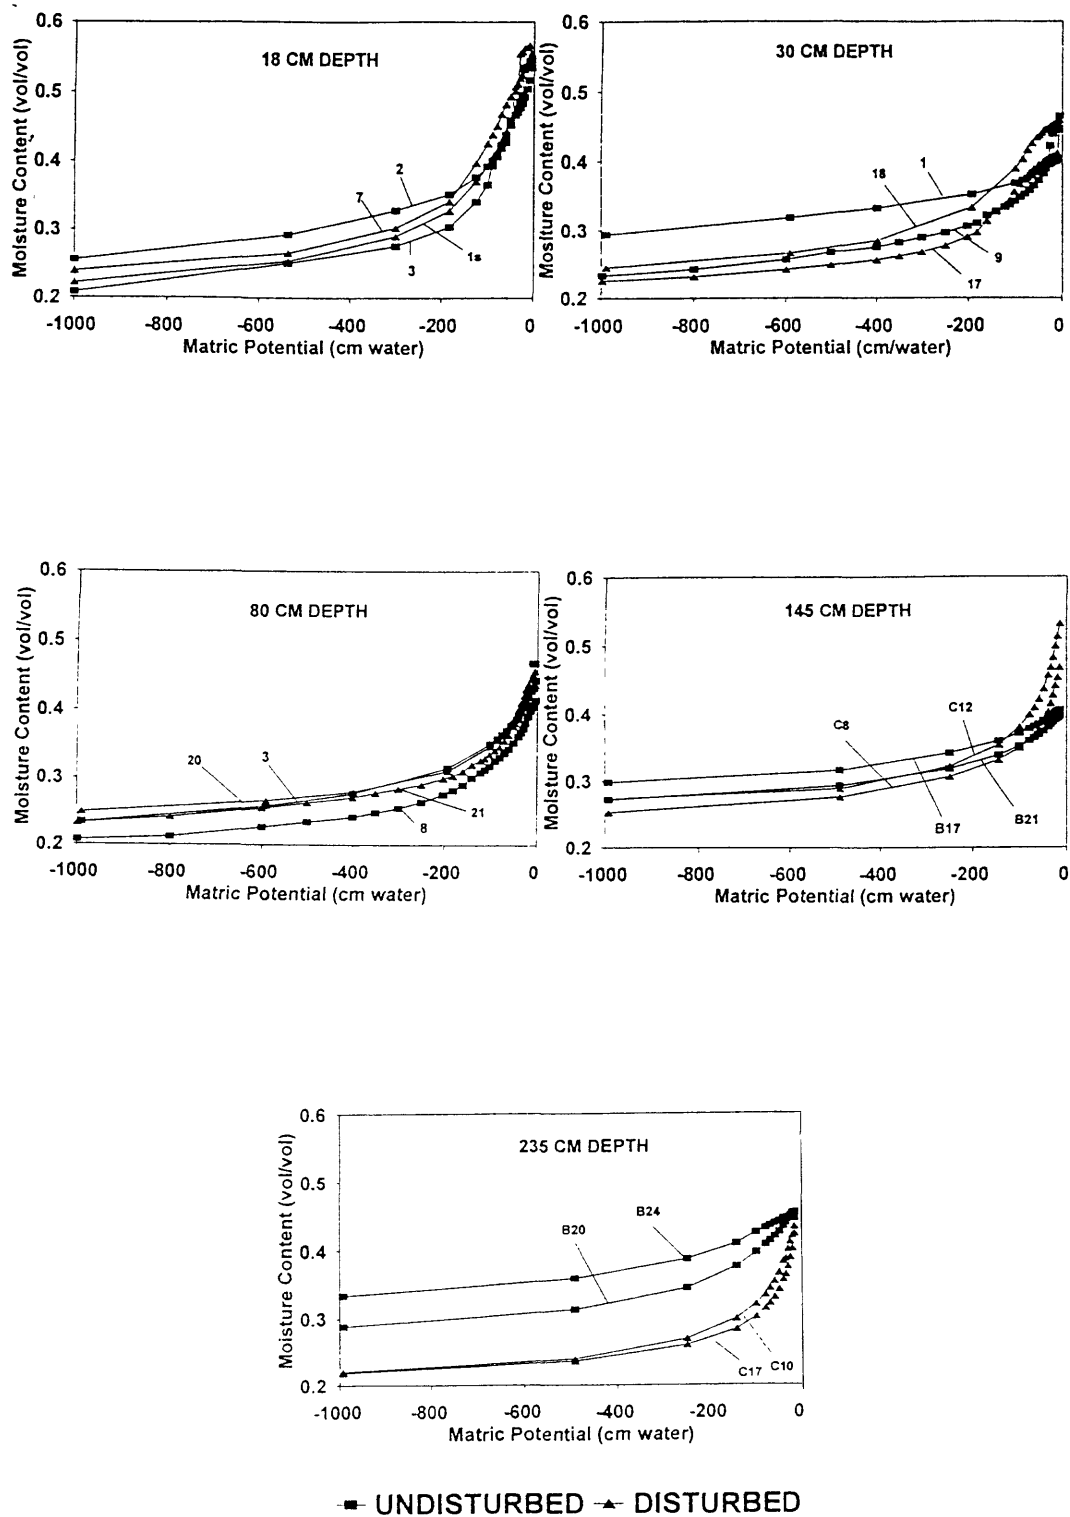 18 CM DEPTH
Moisture Content (vol/vol)
0.6
0.5
0.4
0.3
0.2
2
7
1s
3
-1000
-800
-600
-400
-200
0
Matric Potential (cm water)
30 CM DEPTH
Mositure Content (vol/vol)
0.6
0.5
0.4
0.3
0.2
1
18
9
17
-1000
-800
-600
-400
-200
0
Matric Potential (cm/water)
80 CM DEPTH
Moisture Content (vol/vol)
0.6
0.5
0.4
0.3
0.2
20
3
21
8
-1000
-800
-600
-400
-200
0
Matric Potential (cm water)
145 CM DEPTH
Moisture Content (vol/vol)
0.6
0.5
0.4
0.3
0.2
C12
C8
B17
B21
-1000
-800
-600
-400
-200
0
Matric Potential (cm water)
235 CM DEPTH
Moisture Content (vol/vol)
0.6
0.5
0.4
0.3
0.2
B24
B20
C17
C10
-1000
-800
-600
-400
-200
0
Matric Potential (cm water)
UNDISTURBED DISTURBED